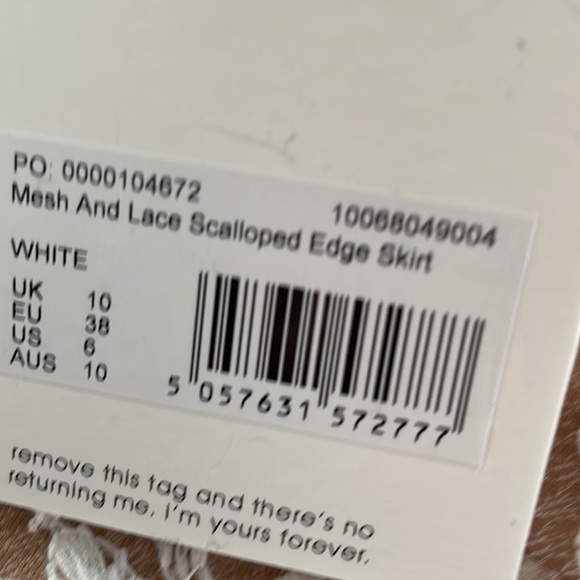 PO: 0000104672
10068049004
Mesh And Lace Scalloped Edge Skirt
WHITE
UK 10
EU 38
US 6
AUS 10
5 057631 572777
remove this tag and there's no
returning me. I'm yours forever.